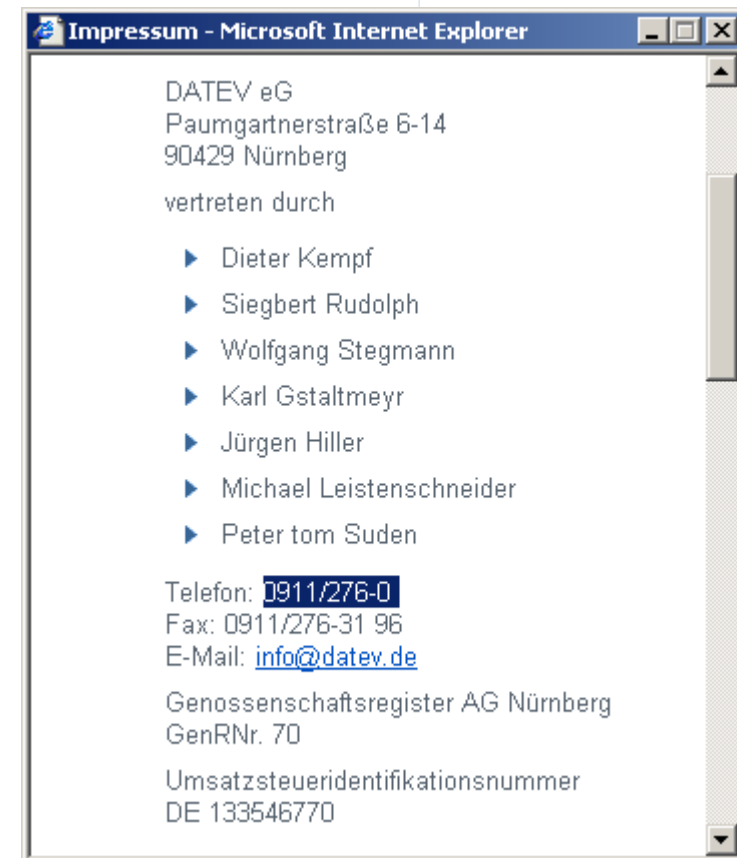 Impressum - Microsoft Internet Explorer
DATEV eG
Paumgartnerstraße 6-14
90429 Nürnberg
vertreten durch
Dieter Kempf
Siegbert Rudolph
Wolfgang Stegmann
Karl Gstaltmeyr
Jürgen Hiller
Michael Leistenschneider
Peter tom Suden
Telefon: 0911/276-0
Fax: 0911/276-31 96
E-Mail: info@datev.de
Genossenschaftsregister AG Nürnberg
GenRNr. 70
Umsatzsteueridentifikationsnummer
DE 133546770